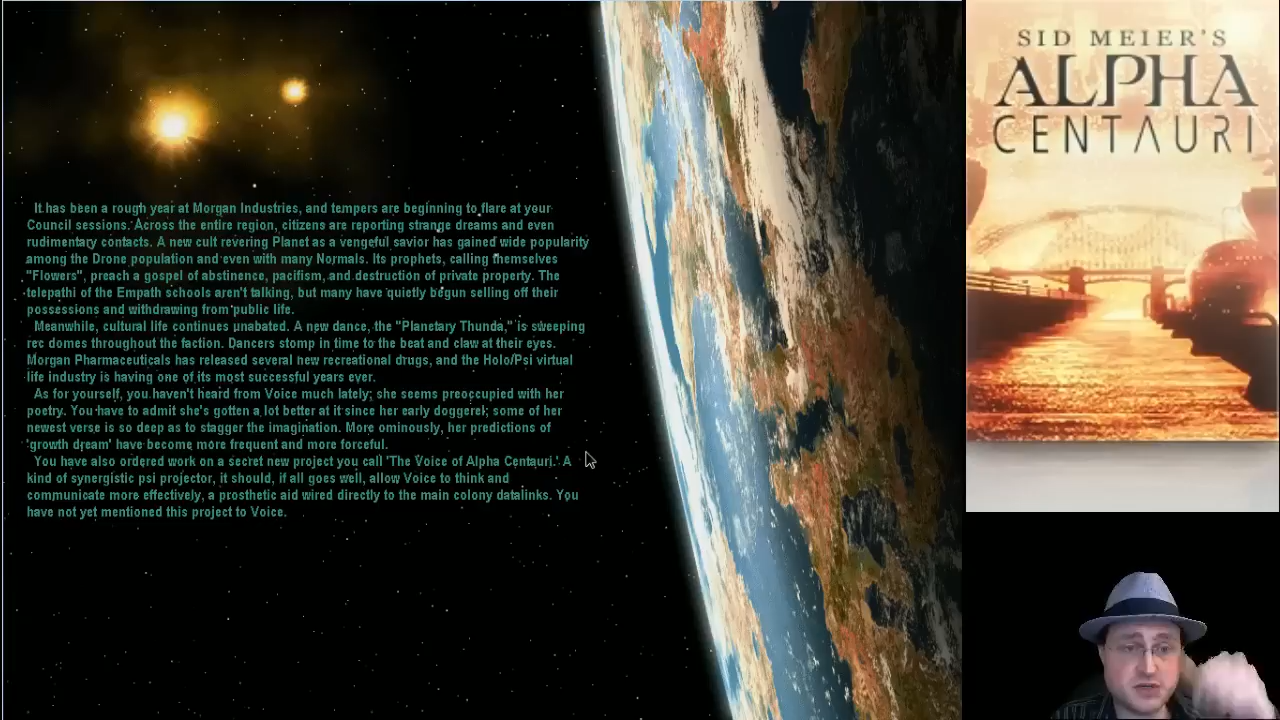 SID MEIER'S
ALPHA
CENTAURI
It has been a rough year at Morgan Industries, and tempers are beginning to flare at your
Council sessions. Across the entire region, citizens are reporting strange dreams and even
rudimentary contacts. A new cult revering Planet as a vengeful savior has gained wide popularity
among the Drone population and even with many Normals. Its prophets, calling themselves
"Flowers", preach a gospel of abstinence, pacifism, and destruction of private property. The
telepathi of the Empath schools aren't talking, but many have quietly begun selling off their
possessions and withdrawing from public life.
Meanwhile, cultural life continues unabated. A new dance, the "Planetary Thunda," is sweeping
rec domes throughout the faction. Dancers stomp in time to the beat and claw at their eyes.
Morgan Pharmaceuticals has released several new recreational drugs, and the Holo/Psi virtual
life industry is having one of its most successful years ever.
As for yourself, you haven't heard from Voice much lately; she seems preoccupied with her
poetry. You have to admit she's gotten a lot better at it since her early doggerel; some of her
newest verse is so deep as to stagger the imagination. More ominously, her predictions of
'growth dream' have become more frequent and more forceful.
You have also ordered work on a secret new project you call 'The Voice of Alpha Centauri.' A
kind of synergistic psi projector, it should, if all goes well, allow Voice to think and
communicate more effectively, a prosthetic aid wired directly to the main colony datalinks. You
have not yet mentioned this project to Voice.